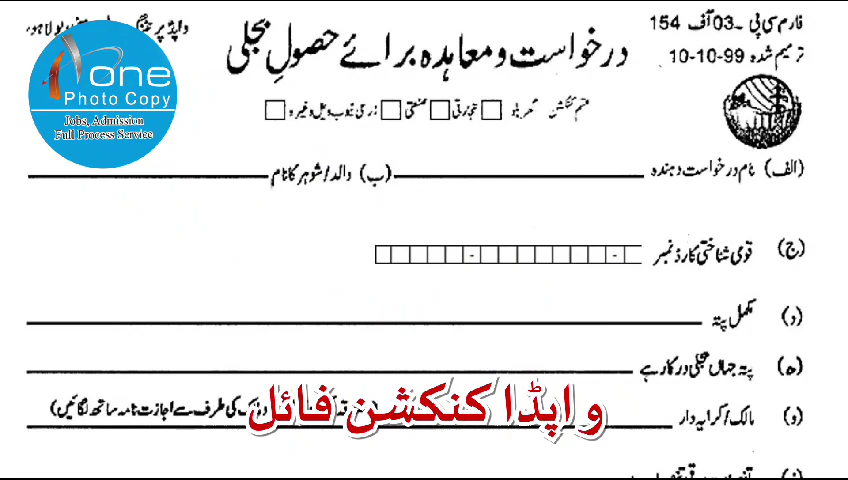 فارم سی پی ۔03 آف 154
ترمیم شدہ 99-10-10
درخواست و معاہدہ برائے حصولِ بجلی
one
Photo Copy
Jobs, Admission
Full Process Service
قسم کنکشن گھریلو تجارتی صنعتی زرعی ٹیوب ویل وغیرہ
(الف) نام درخواست دہندہ (ب) والد/شوہر کا نام
(ج) قومی شناختی کارڈ نمبر
(د) مکمل پتہ
(ہ) پتہ جہاں بجلی درکار ہے
(و) مالک/کرایہ دار کی طرف سے اجازت نامہ ساتھ لگائیں)
واپڈا کنکشن فائل